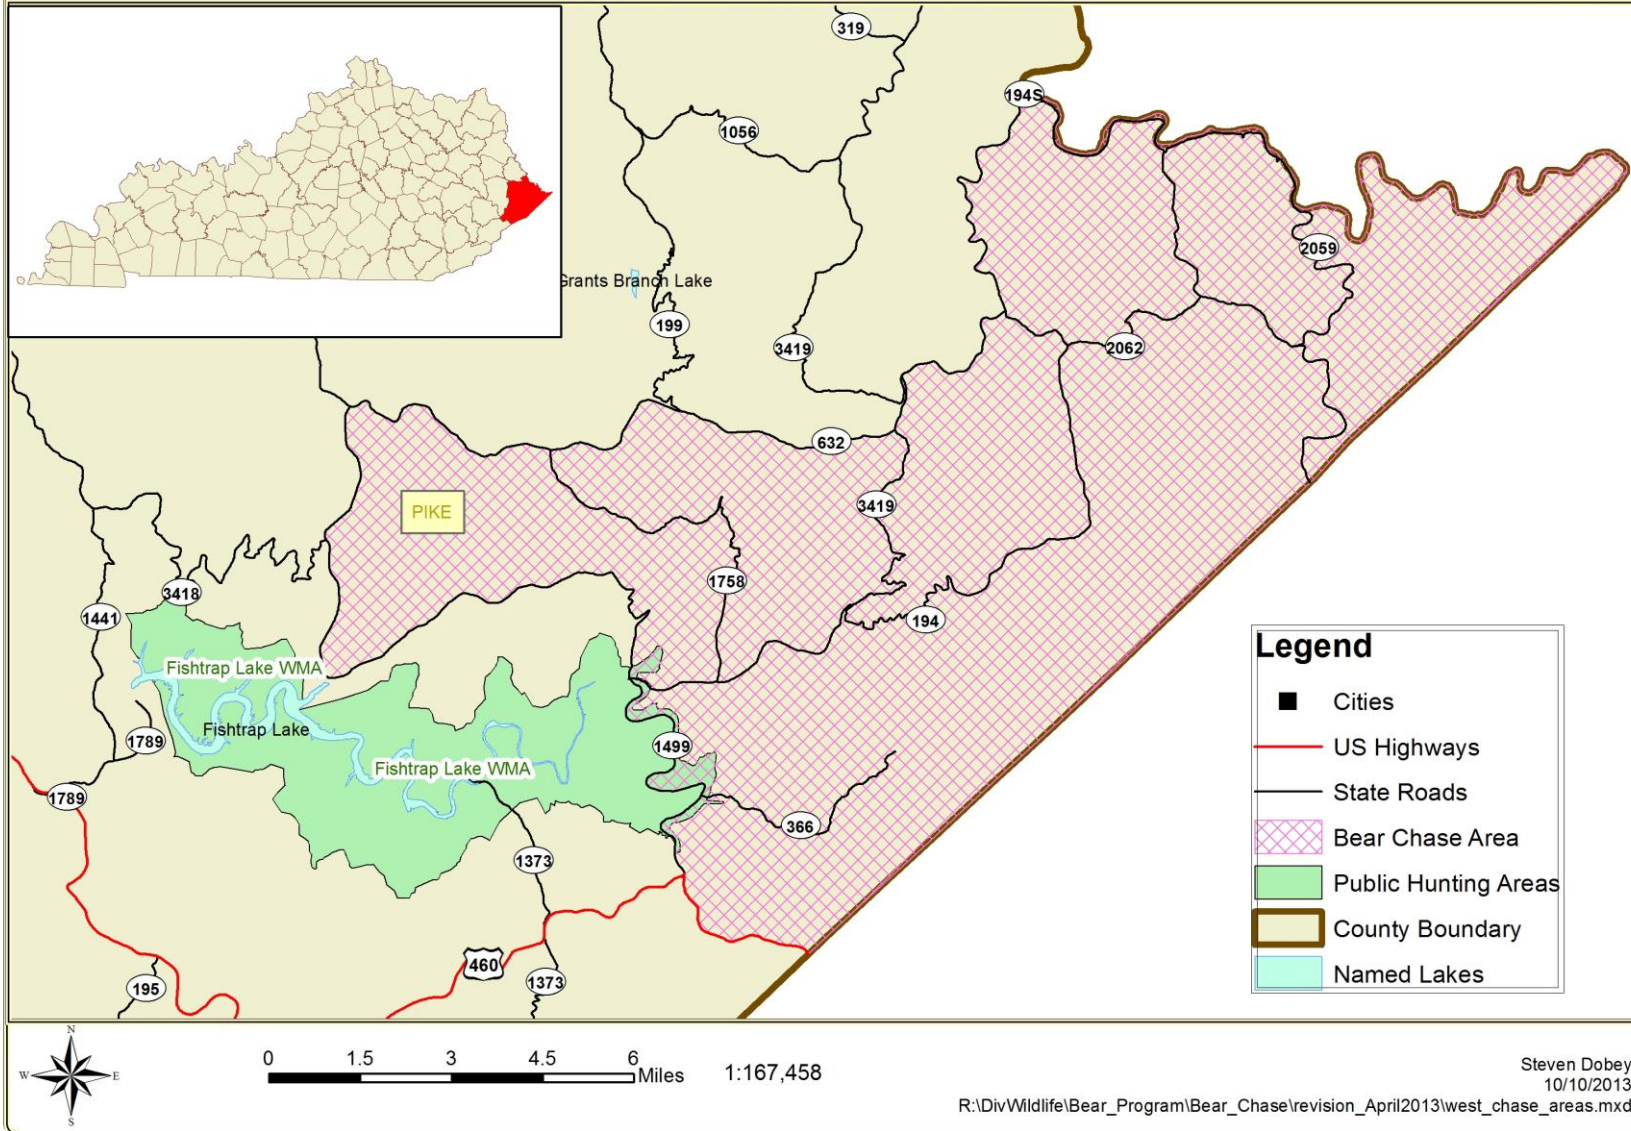 319
194S
1056
2059
Grants Branch Lake
199
3419
2062
632
PIKE
3419
1758
3418
1441
194
Fishtrap Lake WMA
Fishtrap Lake
1789
1499
Fishtrap Lake WMA
1789
366
1373
460
195
1373
Legend
Cities
US Highways
State Roads
Bear Chase Area
Public Hunting Areas
County Boundary
Named Lakes
N
W
E
S
0 1.5 3 4.5 6
Miles
1:167,458
Steven Dobey
10/10/2013
R:\DivWildlife\Bear_Program\Bear_Chase\revision_April2013\west_chase_areas.mxd